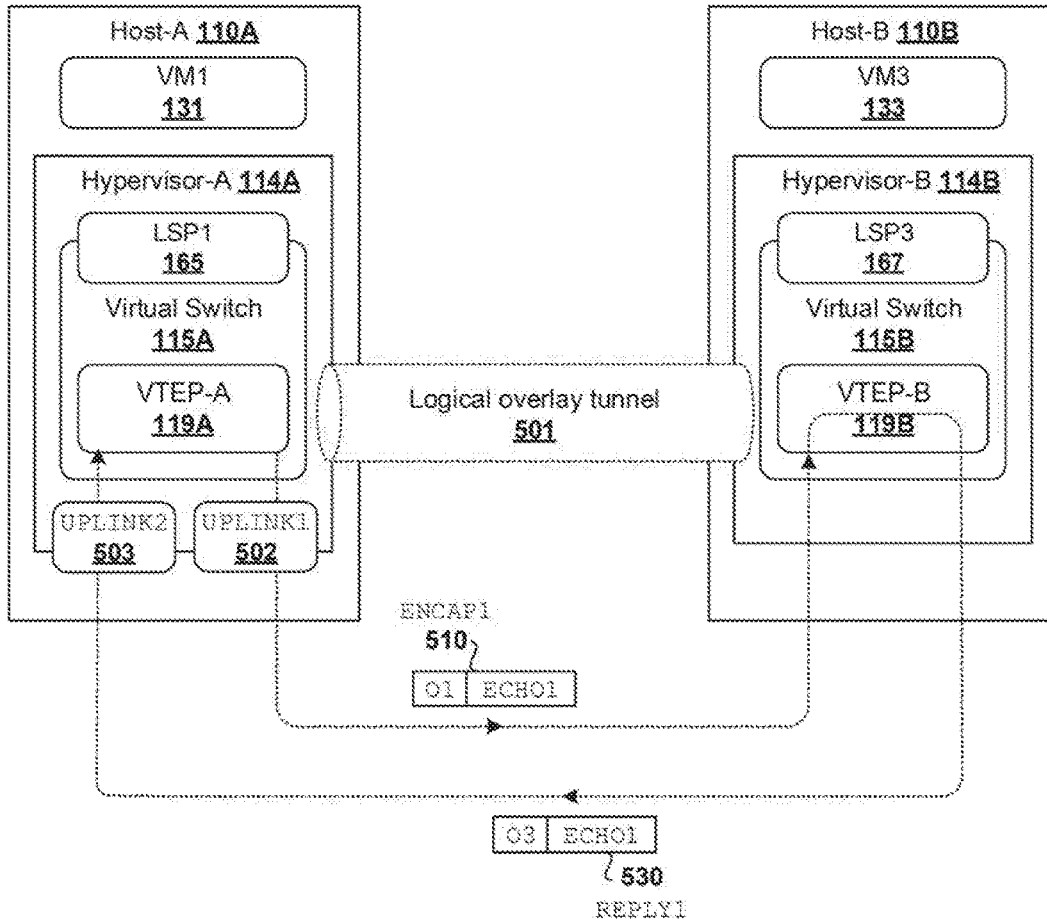 Host-A 110A
VM1
131
Hypervisor-A 114A
LSP1
165
Virtual Switch
115A
VTEP-A
119A
UPLINK2
503
UPLINK1
502
Logical overlay tunnel
501
Host-B 110B
VM3
133
Hypervisor-B 114B
LSP3
167
Virtual Switch
115B
VTEP-B
119B
ENCAP1
510
O1 ECHO1
O3 ECHO1
530
REPLY1